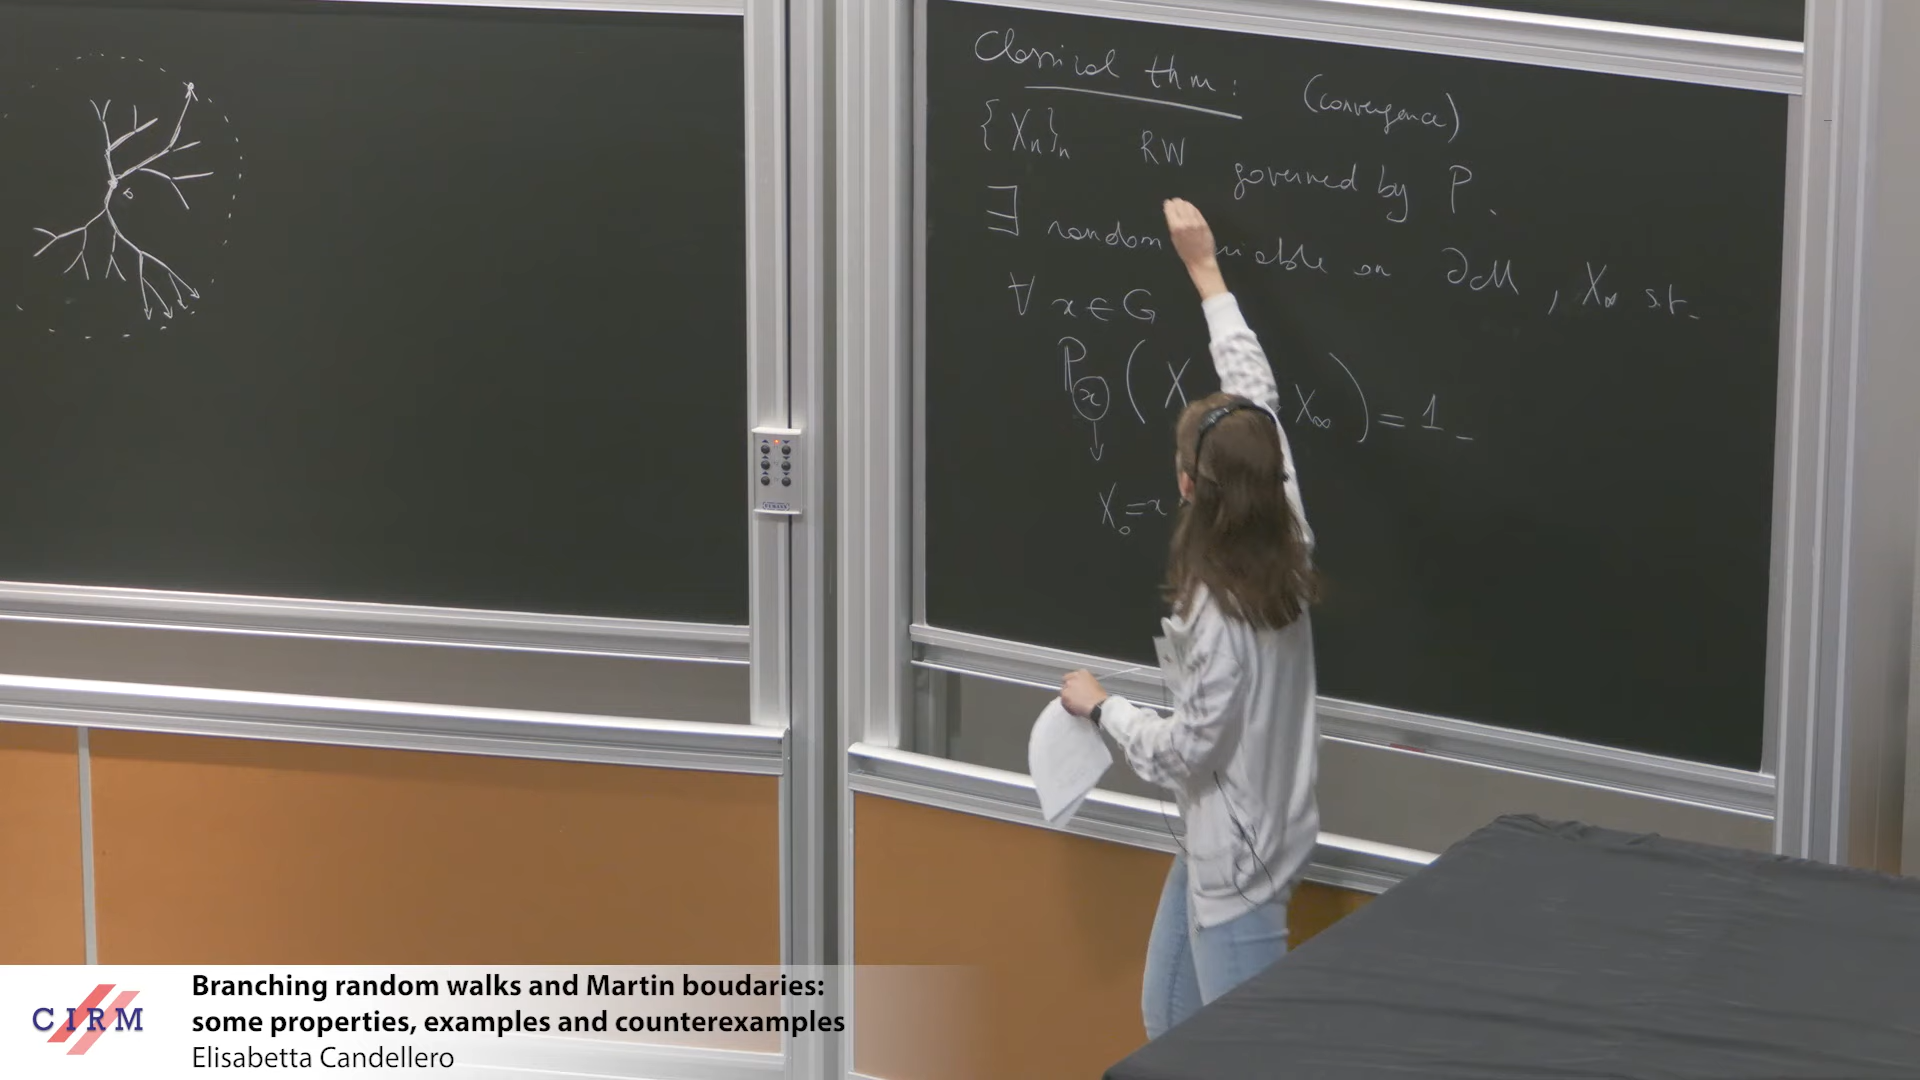 Classical thm: (convergence)
{Xₙ}ₙ RW governed by P.
∃ random variable on ∂M, X∞ st.
∀ x ∈ G
ℙₓ ( X X∞ ) = 1
X₀ = x
CIRM
Branching random walks and Martin boudaries:
some properties, examples and counterexamples
Elisabetta Candellero